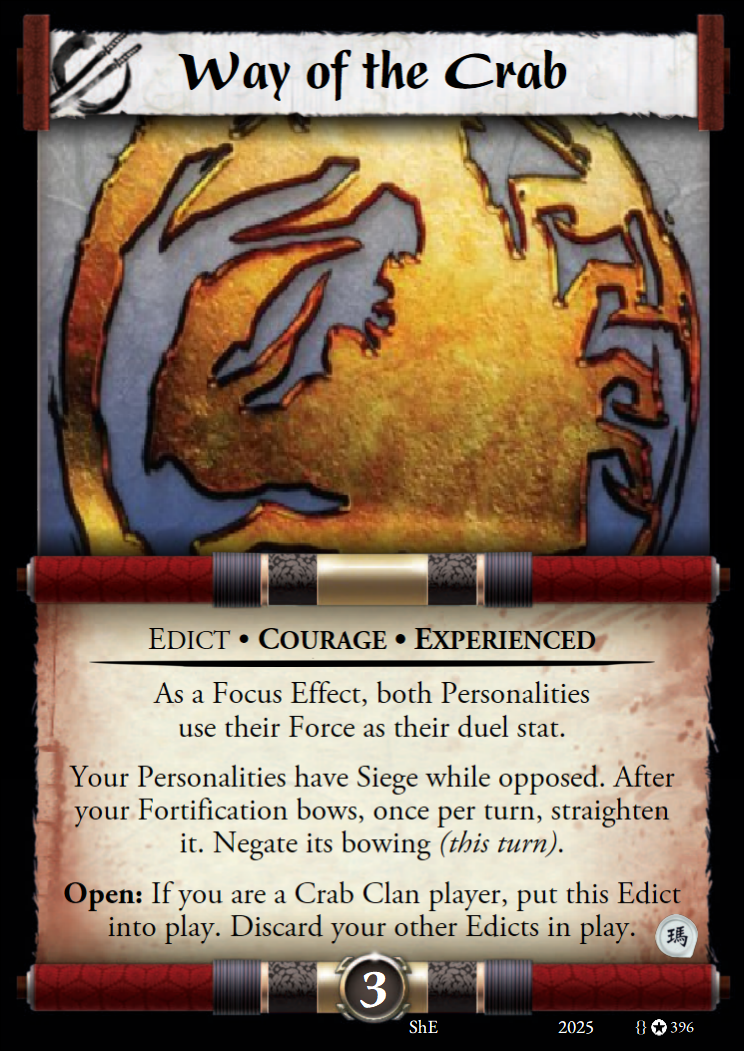 Way of the Crab
EDICT • COURAGE • EXPERIENCED
As a Focus Effect, both Personalities
use their Force as their duel stat.
Your Personalities have Siege while opposed. After
your Fortification bows, once per turn, straighten
it. Negate its bowing (this turn).
Open: If you are a Crab Clan player, put this Edict
into play. Discard your other Edicts in play.
瑪
3
ShE 2025 {} ✪ 396